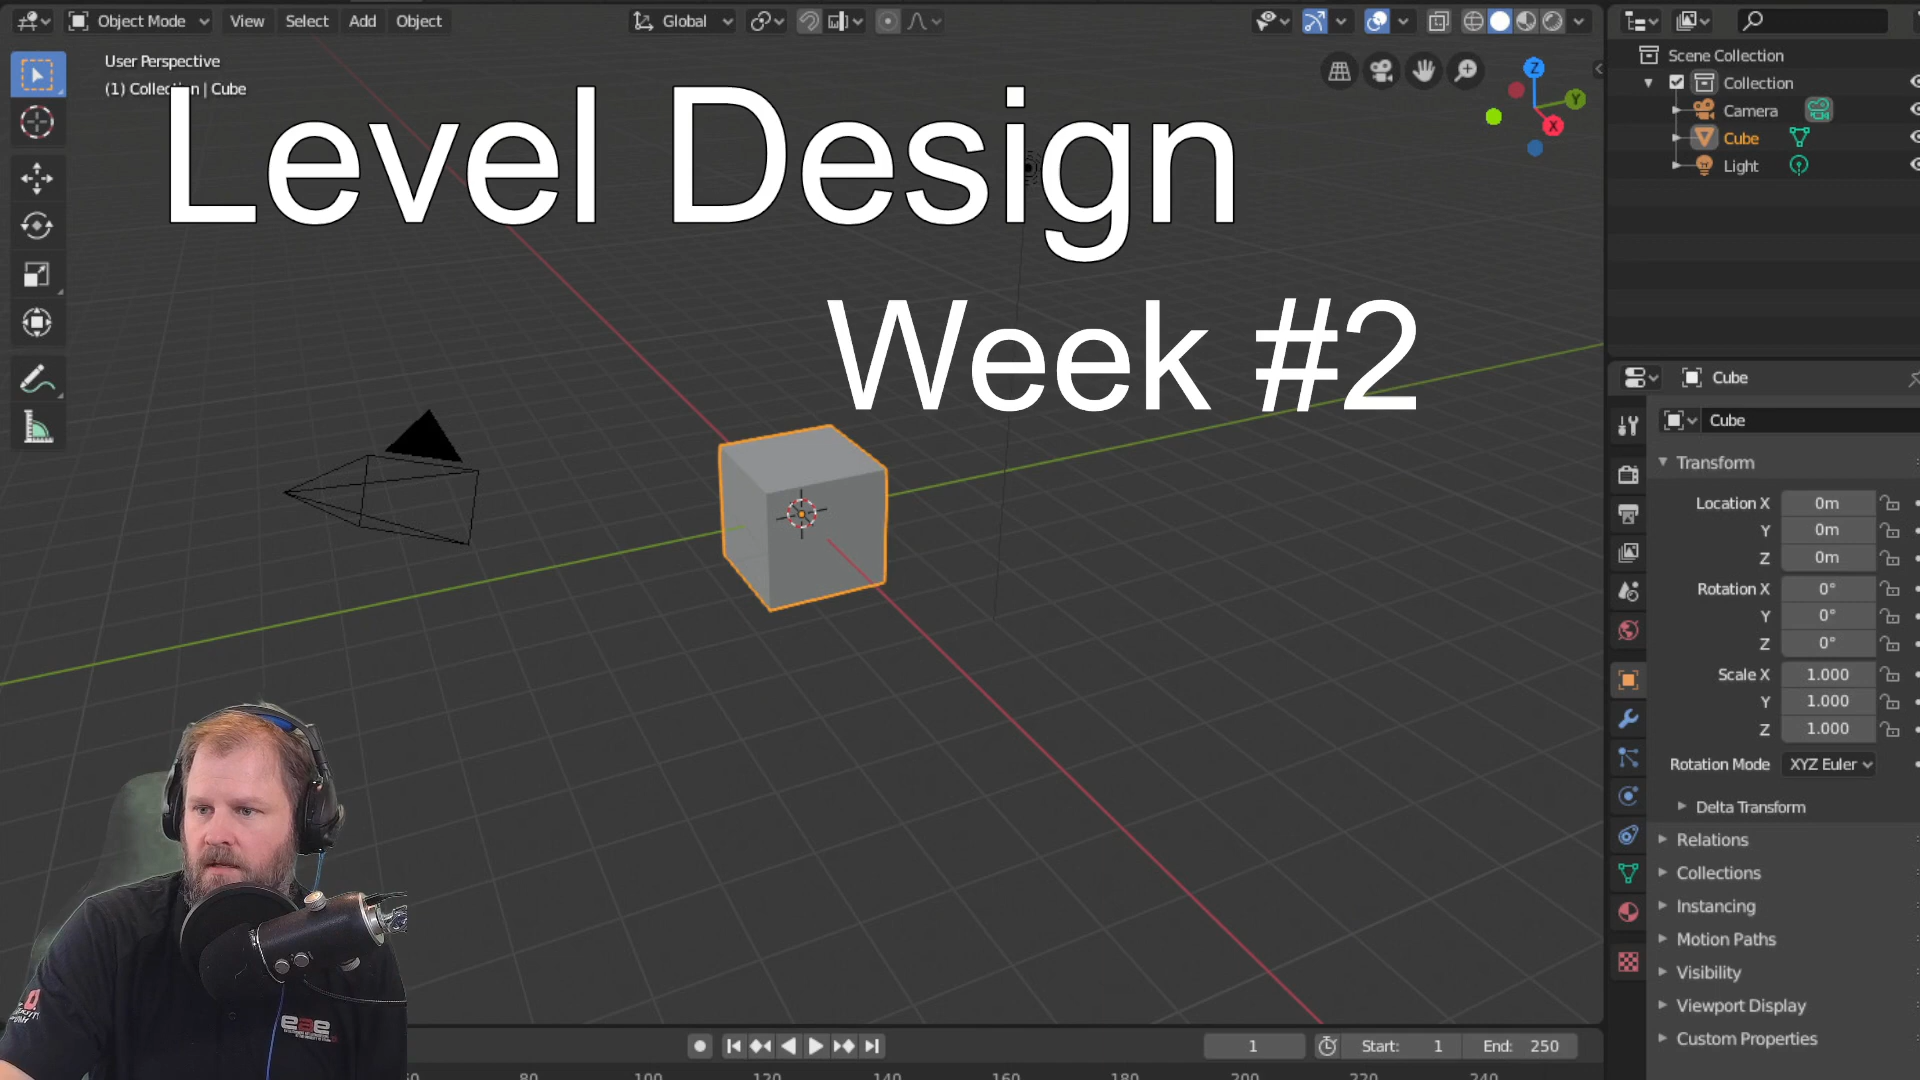 Object Mode View Select Add Object Global
User Perspective
(1) Collection | Cube
Level Design
Week #2
Z
Y
X
Scene Collection
Collection
Camera
Cube
Light
Cube
Cube
Transform
Location X 0m
Y 0m
Z 0m
Rotation X 0°
Y 0°
Z 0°
Scale X 1.000
Y 1.000
Z 1.000
Rotation Mode XYZ Euler
Delta Transform
Relations
Collections
Instancing
Motion Paths
Visibility
Viewport Display
Custom Properties
eae
1 Start: 1 End: 250
80 100 120 140 160 180 200 220 240